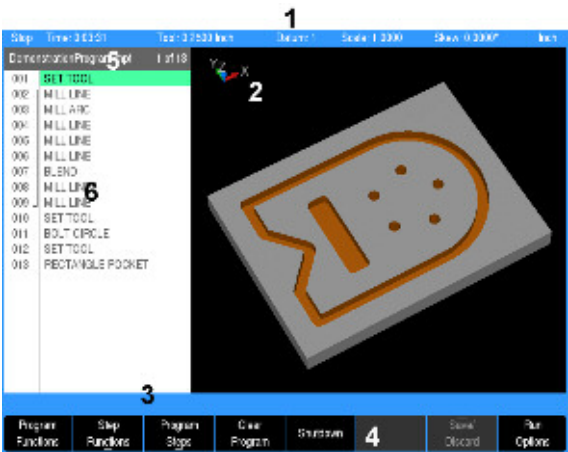 1
Stop Time: 0:03:31 Tool: 0.2500 Inch Datum: 1 Scale: 1.0000 Skew: 0.0000° Inch
DemonstrationProgram.mpt 1 of 13
5
001 SET TOOL
002 MILL LINE
003 MILL ARC
004 MILL LINE
005 MILL LINE
006 MILL LINE
007 BLEND
008 MILL LINE
009 MILL LINE
010 SET TOOL
011 BOLT CIRCLE
012 SET TOOL
013 RECTANGLE POCKET
6
Y Z X
2
3
Program Functions
Step Functions
Program Steps
Clear Program
Shutdown
4
Save/ Discard
Run Options